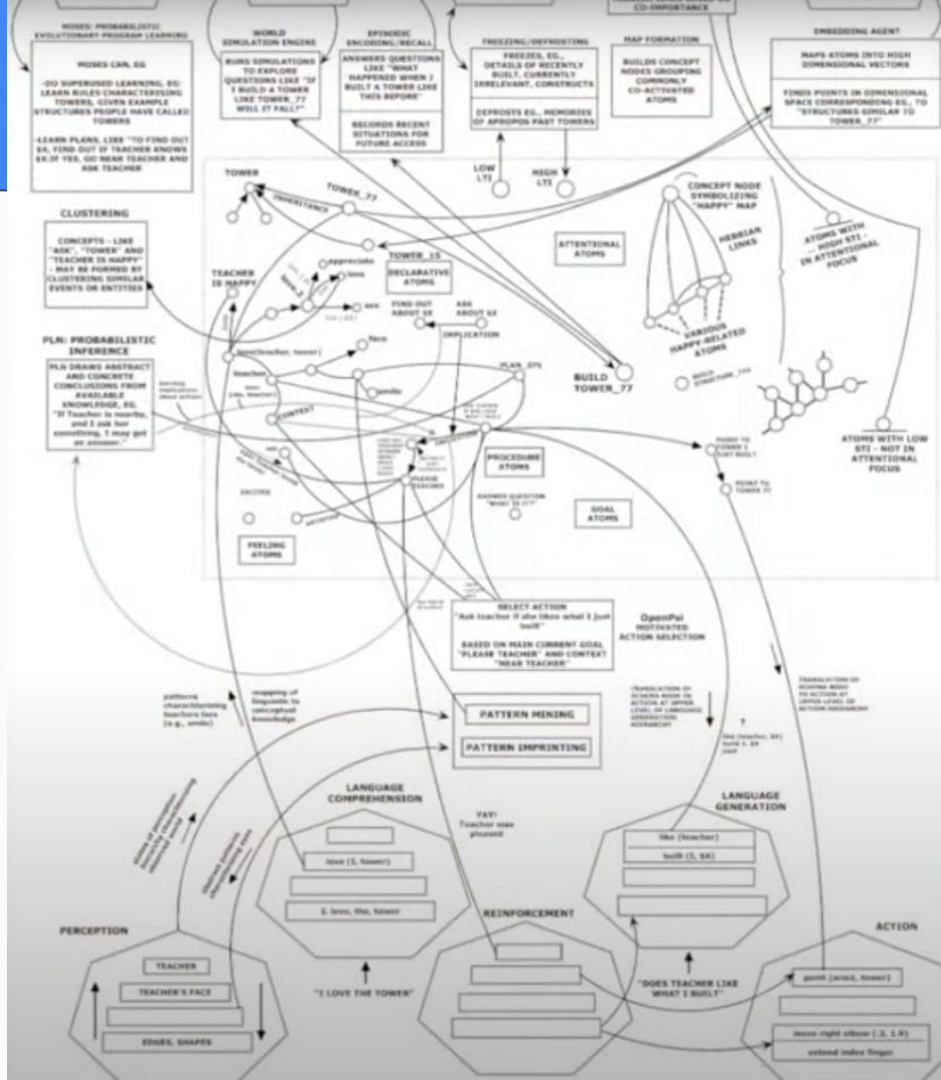 CO-IMPORTANCE
MOSES: PROBABILISTIC
EVOLUTIONARY PROGRAM LEARNING
MOSES CAN, EG
-DO SUPERUSED LEARNING, EG:
LEARN RULES CHARACTERIZING
TOWERS, GIVEN EXAMPLE
STRUCTURES PEOPLE HAVE CALLED
TOWERS
-LEARN PLANS, LIKE "TO FIND OUT
$X, FIND OUT IF TEACHER KNOWS
$X:IF YES, GO NEAR TEACHER AND
ASK TEACHER
WORLD
SIMULATION ENGINE
RUNS SIMULATIONS
TO EXPLORE
QUESTIONS LIKE "IF
I BUILD A TOWER
LIKE TOWER_77
WILL IT FALL?"
EPISODIC
ENCODING/RECALL
ANSWERS QUESTIONS
LIKE "WHAT
HAPPENED WHEN I
BUILT A TOWER LIKE
THIS BEFORE"
RECORDS RECENT
SITUATIONS FOR
FUTURE ACCESS
FREEZING/DEFROSTING
FREEZES, EG.,
DETAILS OF RECENTLY
BUILT, CURRENTLY
IRRELEVANT, CONSTRUCTS
DEFROSTS EG., MEMORIES
OF APROPOS PAST TOWERS
MAP FORMATION
BUILDS CONCEPT
NODES GROUPING
COMMONLY
CO-ACTIVATED
ATOMS
EMBEDDING AGENT
MAPS ATOMS INTO HIGH
DIMENSIONAL VECTORS
FINDS POINTS IN DIMENSIONAL
SPACE CORRESPONDING EG., TO
"STRUCTURES SIMILAR TO
TOWER_77"
LOW
LTI
HIGH
LTI
TOWER
TOWER_77
INHERITANCE
CONCEPT NODE
SYMBOLIZING
"HAPPY" MAP
HEBBIAN
LINKS
ATOMS WITH
HIGH STI -
IN ATTENTIONAL
FOCUS
CLUSTERING
CONCEPTS - LIKE
"ASK", "TOWER" AND
"TEACHER IS HAPPY"
- MAY BE FORMED BY
CLUSTERING SIMILAR
EVENTS OR ENTITIES
ATTENTIONAL
ATOMS
TOWER_15
DECLARATIVE
ATOMS
appreciate
love
TEACHER
IS HAPPY
FIND OUT
ABOUT $X
ASK
ABOUT $X
IMPLICATION
VARIOUS
HAPPY-RELATED
ATOMS
PLN: PROBABILISTIC
INFERENCE
PLN DRAWS ABSTRACT
AND CONCRETE
CONCLUSIONS FROM
AVAILABLE
KNOWLEDGE, EG.
"If Teacher is nearby,
and I ask her
something, I may get
an answer."
face
teacher
smile
CONTEXT
BUILD
TOWER_77
ATOMS WITH LOW
STI - NOT IN
ATTENTIONAL
FOCUS
PROCEDURE
ATOMS
PLEASE
TEACHER
POINT TO
TOWER 77
EXCITED
ANSWER QUESTION
"WHAT IS IT?"
GOAL
ATOMS
FEELING
ATOMS
SELECT ACTION
"Ask teacher if she likes what I just
built"
BASED ON MAIN CURRENT GOAL
"PLEASE TEACHER" AND CONTEXT
"NEAR TEACHER"
OpenPsi
MOTIVATED
ACTION SELECTION
patterns
charachterizing
teachers face
(e.g., smile)
mapping of
linguistic to
conceptual
knowledge
PATTERN MINING
PATTERN IMPRINTING
TRANSLATION OF
SCHEMA NODE
TO ACTION AT
UPPER LEVEL OF
ACTION HIERARCHY
?
LANGUAGE
COMPREHENSION
love (I, tower)
I, love, the, tower
"I LOVE THE TOWER"
YAY!
Teacher was
pleased
LANGUAGE
GENERATION
like (teacher)
built (I, $X)
"DOES TEACHER LIKE
WHAT I BUILT"
PERCEPTION
TEACHER
TEACHER'S FACE
EDGES, SHAPES
REINFORCEMENT
ACTION
point (arm1, tower)
move right elbow (.3, 1.9)
extend index finger